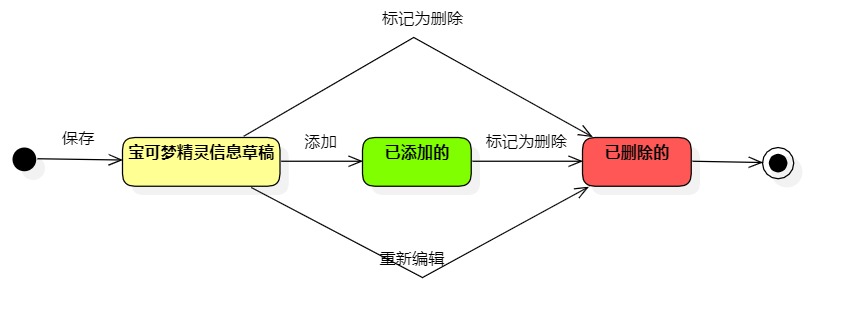 标记为删除
保存
宝可梦精灵信息草稿
添加
已添加的
标记为删除
已删除的
重新编辑